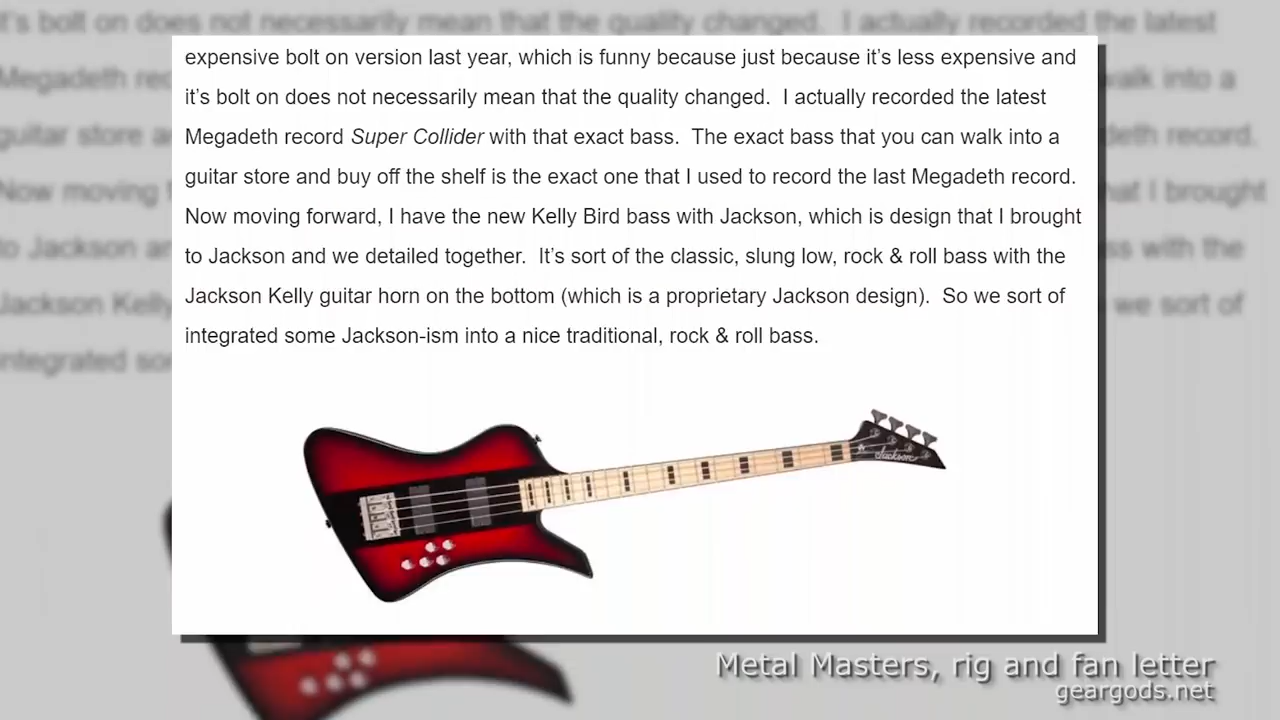 expensive bolt on version last year, which is funny because just because it’s less expensive and
it’s bolt on does not necessarily mean that the quality changed.  I actually recorded the latest
Megadeth record Super Collider with that exact bass.  The exact bass that you can walk into a
guitar store and buy off the shelf is the exact one that I used to record the last Megadeth record.
Now moving forward, I have the new Kelly Bird bass with Jackson, which is design that I brought
to Jackson and we detailed together.  It’s sort of the classic, slung low, rock & roll bass with the
Jackson Kelly guitar horn on the bottom (which is a proprietary Jackson design).  So we sort of
integrated some Jackson-ism into a nice traditional, rock & roll bass.
Jackson
Metal Masters, rig and fan letter
geargods.net